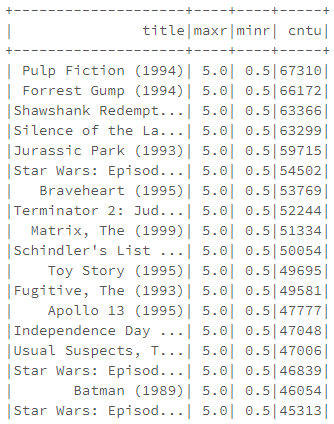 +--------------------+----+----+-----+
|               title|maxr|minr| cntu|
+--------------------+----+----+-----+
| Pulp Fiction (1994)| 5.0| 0.5|67310|
| Forrest Gump (1994)| 5.0| 0.5|66172|
|Shawshank Redempt...| 5.0| 0.5|63366|
|Silence of the La...| 5.0| 0.5|63299|
|Jurassic Park (1993)| 5.0| 0.5|59715|
|Star Wars: Episod...| 5.0| 0.5|54502|
|   Braveheart (1995)| 5.0| 0.5|53769|
|Terminator 2: Jud...| 5.0| 0.5|52244|
|  Matrix, The (1999)| 5.0| 0.5|51334|
|Schindler's List ...| 5.0| 0.5|50054|
|    Toy Story (1995)| 5.0| 0.5|49695|
|Fugitive, The (1993)| 5.0| 0.5|49581|
|    Apollo 13 (1995)| 5.0| 0.5|47777|
|Independence Day ...| 5.0| 0.5|47048|
|Usual Suspects, T...| 5.0| 0.5|47006|
|Star Wars: Episod...| 5.0| 0.5|46839|
|       Batman (1989)| 5.0| 0.5|46054|
|Star Wars: Episod...| 5.0| 0.5|45313|